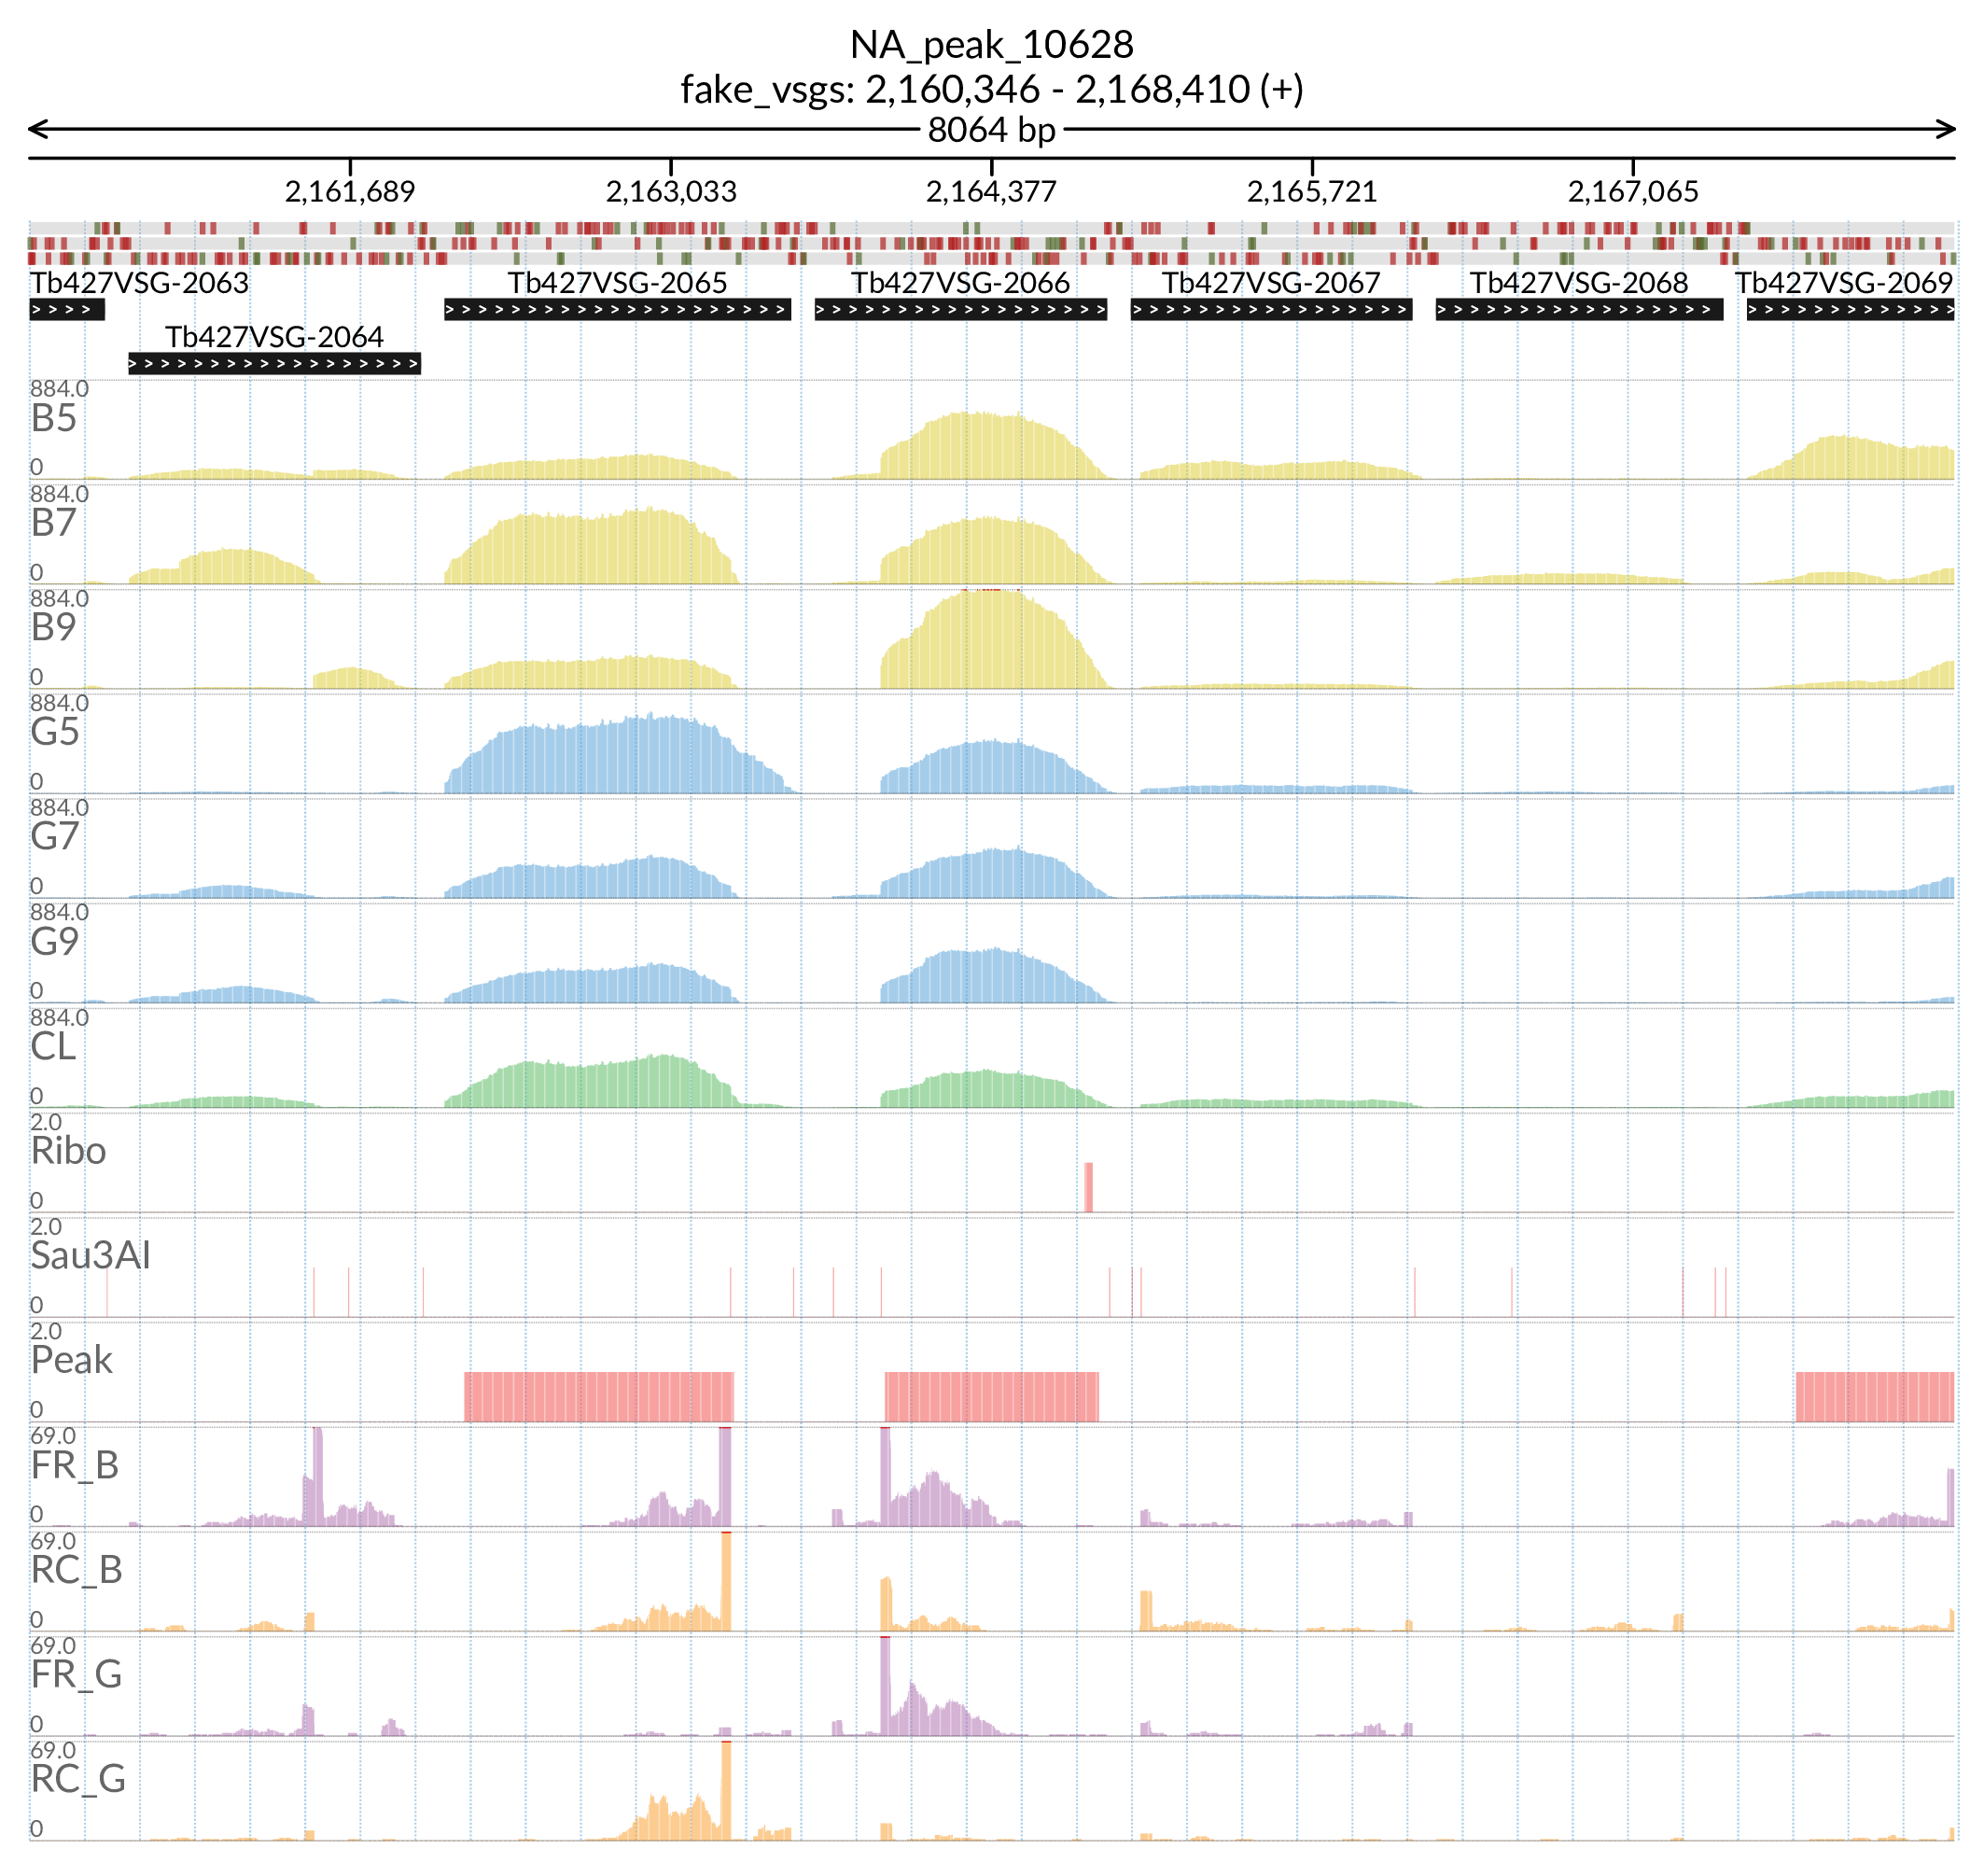 NA_peak_10628
fake_vsgs: 2,160,346 - 2,168,410 (+)
8064 bp
2,161,689 2,163,033 2,164,377 2,165,721 2,167,065
Tb427VSG-2063 Tb427VSG-2065 Tb427VSG-2066 Tb427VSG-2067 Tb427VSG-2068 Tb427VSG-2069
Tb427VSG-2064
884.0
B5
0
884.0
B7
0
884.0
B9
0
884.0
G5
0
884.0
G7
0
884.0
G9
0
884.0
CL
0
2.0
Ribo
0
2.0
Sau3AI
0
2.0
Peak
0
69.0
FR_B
0
69.0
RC_B
0
69.0
FR_G
0
69.0
RC_G
0